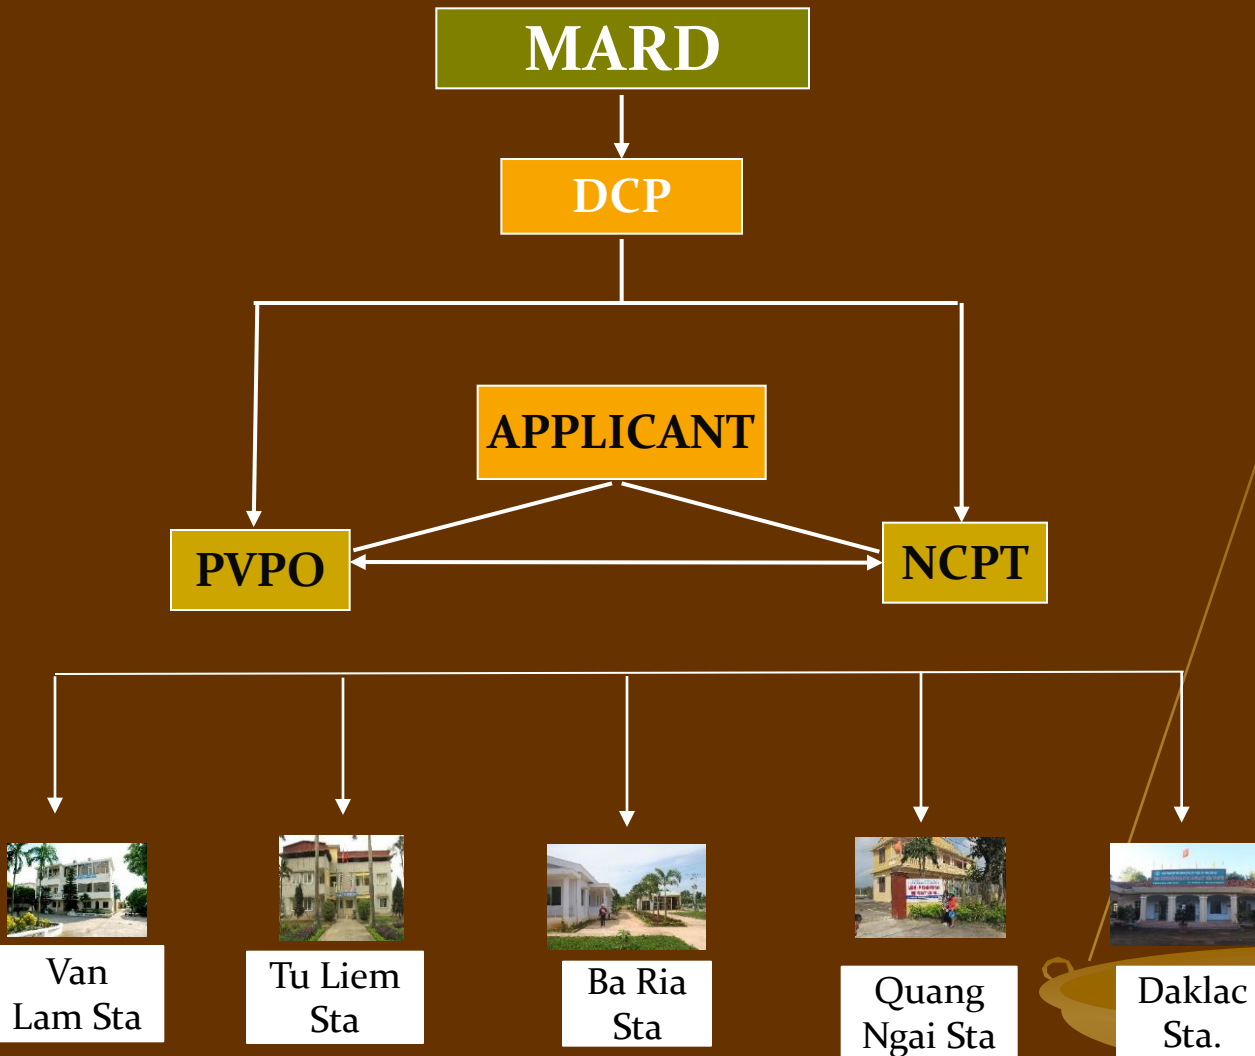 MARD
DCP
APPLICANT
PVPO
NCPT
Van
Lam Sta
Tu Liem
Sta
Ba Ria
Sta
Quang
Ngai Sta
Daklac
Sta.